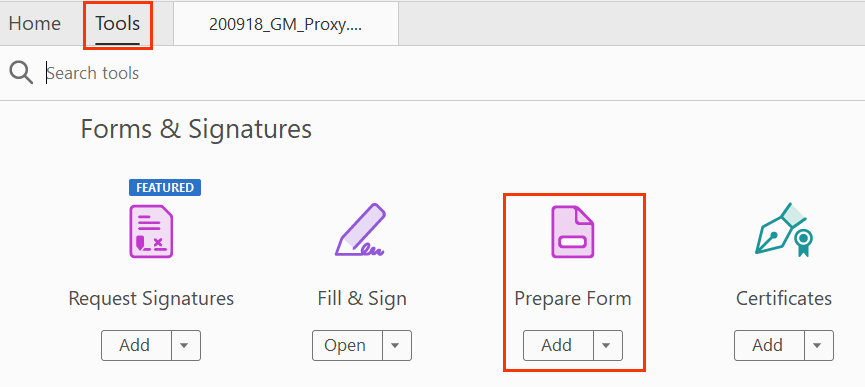 Home Tools 200918_GM_Proxy....
Search tools
Forms & Signatures
FEATURED
Request Signatures Fill & Sign Prepare Form Certificates
Add Open Add Add